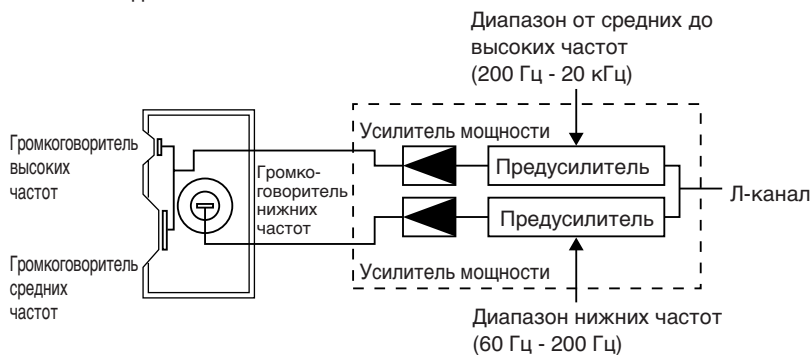 Диапазон от средних до
высоких частот
(200 Гц - 20 кГц)
Усилитель мощности
Громкоговоритель
высоких
частот
Громко-
говоритель
нижних
частот
Предусилитель
Л-канал
Предусилитель
Громкоговоритель
средних
частот
Усилитель мощности
Диапазон нижних частот
(60 Гц - 200 Гц)